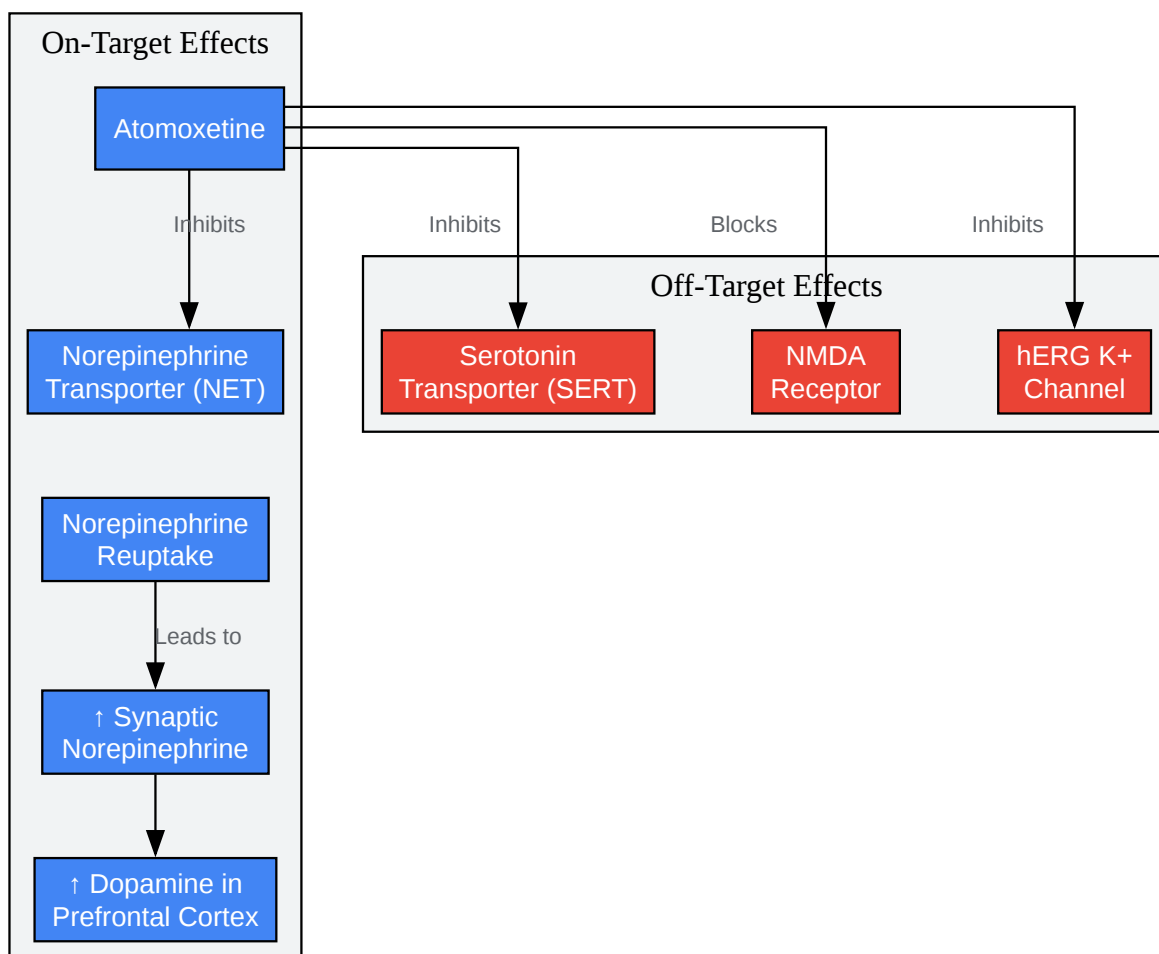 On-Target Effects
Atomoxetine
Inhibits
Inhibits
Blocks
Inhibits
Off-Target Effects
Norepinephrine
Transporter (NET)
Serotonin
Transporter (SERT)
NMDA
Receptor
hERG K+
Channel
Norepinephrine
Reuptake
Leads to
↑ Synaptic
Norepinephrine
↑ Dopamine in
Prefrontal Cortex